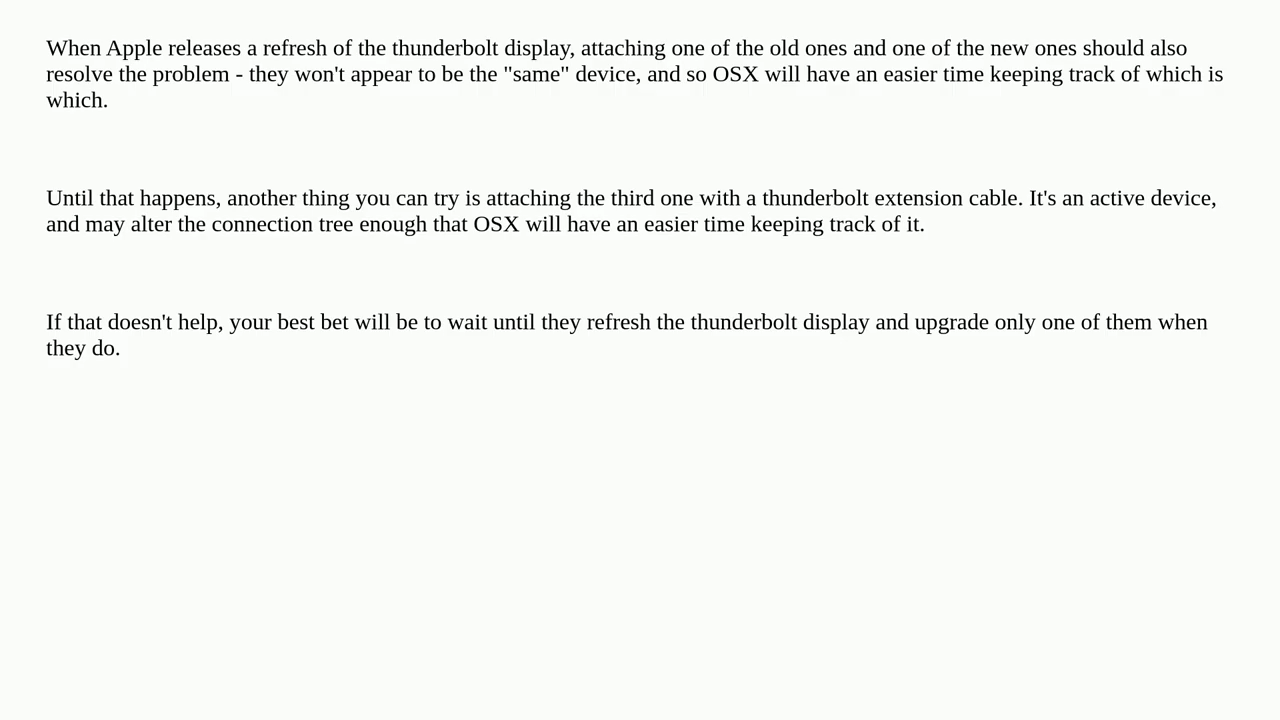 When Apple releases a refresh of the thunderbolt display, attaching one of the old ones and one of the new ones should also
resolve the problem - they won't appear to be the "same" device, and so OSX will have an easier time keeping track of which is
which.
Until that happens, another thing you can try is attaching the third one with a thunderbolt extension cable. It's an active device,
and may alter the connection tree enough that OSX will have an easier time keeping track of it.
If that doesn't help, your best bet will be to wait until they refresh the thunderbolt display and upgrade only one of them when
they do.